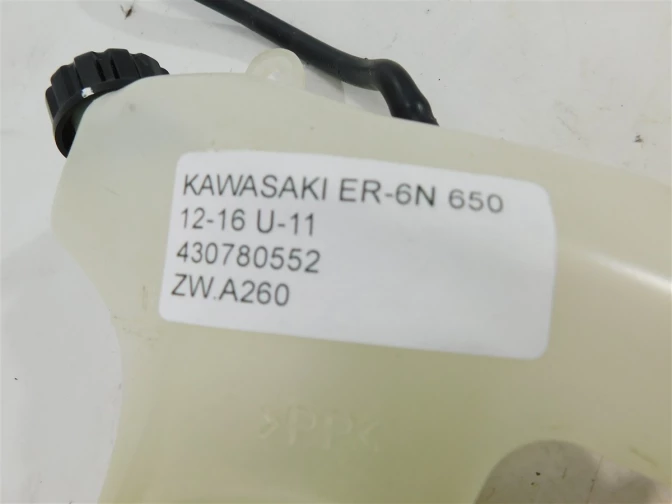 KAWASAKI ER-6N 650
12-16 U-11
430780552
ZW.A260
>PP<